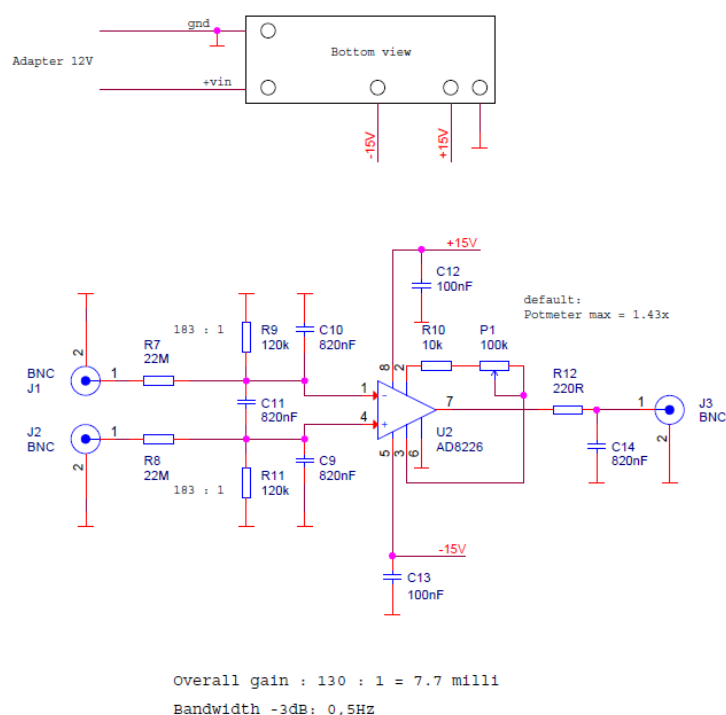 gnd
Adapter 12V
Bottom view
+vin
-15V
+15V
+15V
C12
100nF
default:
Potmeter max = 1.43x
183 : 1
R9
120k
C10
820nF
R10
10k
P1
100k
R7
22M
BNC
J1
1
2
8
2
R12
220R
1
7
1
J3
BNC
C11
820nF
J2
BNC
1
4
U2
AD8226
5
3
6
2
C14
820nF
2
R8
22M
183 : 1
R11
120k
C9
820nF
-15V
C13
100nF
Overall gain : 130 : 1 = 7.7 milli
Bandwidth -3dB: 0,5Hz